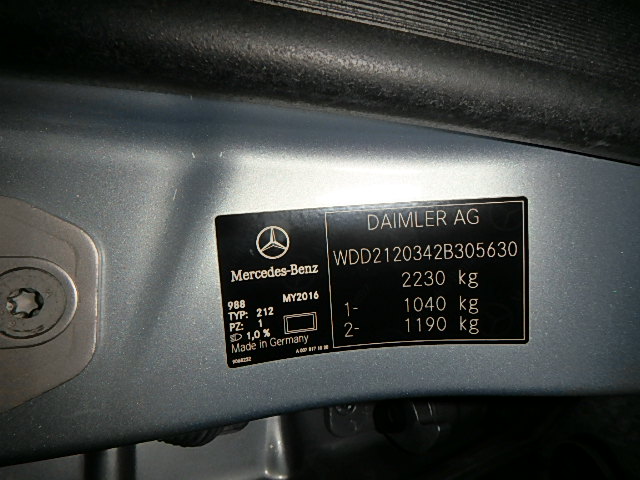 Mercedes-Benz
988 MY2016
TYP: 212
PZ: 1
1,0 %
Made in Germany
DAIMLER AG
WDD2120342B305630
2230 kg
1- 1040 kg
2- 1190 kg